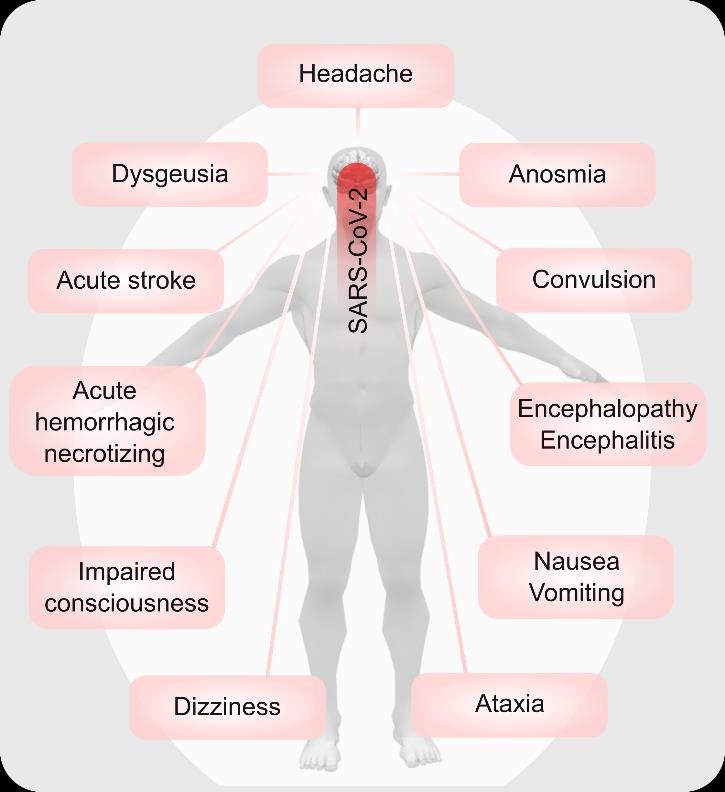 Headache
Dysgeusia
Anosmia
SARS-CoV-2
Acute stroke
Convulsion
Acute
hemorrhagic
necrotizing
Encephalopathy
Encephalitis
Impaired
consciousness
Nausea
Vomiting
Dizziness
Ataxia